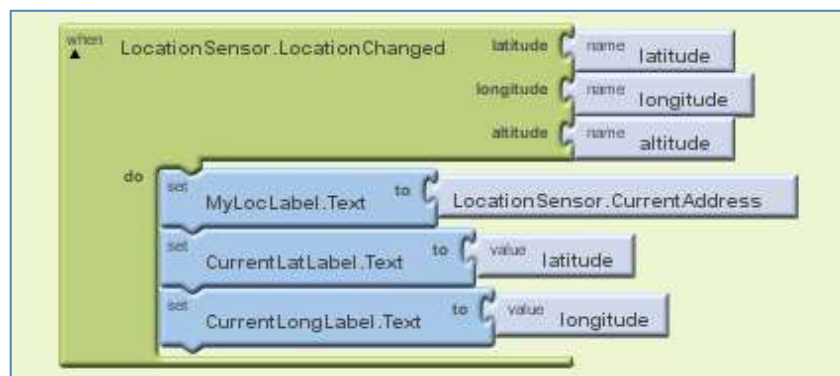 when LocationSensor.LocationChanged latitude name latitude
longitude name longitude
altitude name altitude
do set MyLocLabel.Text to LocationSensor.CurrentAddress
set CurrentLatLabel.Text to value latitude
set CurrentLongLabel.Text to value longitude